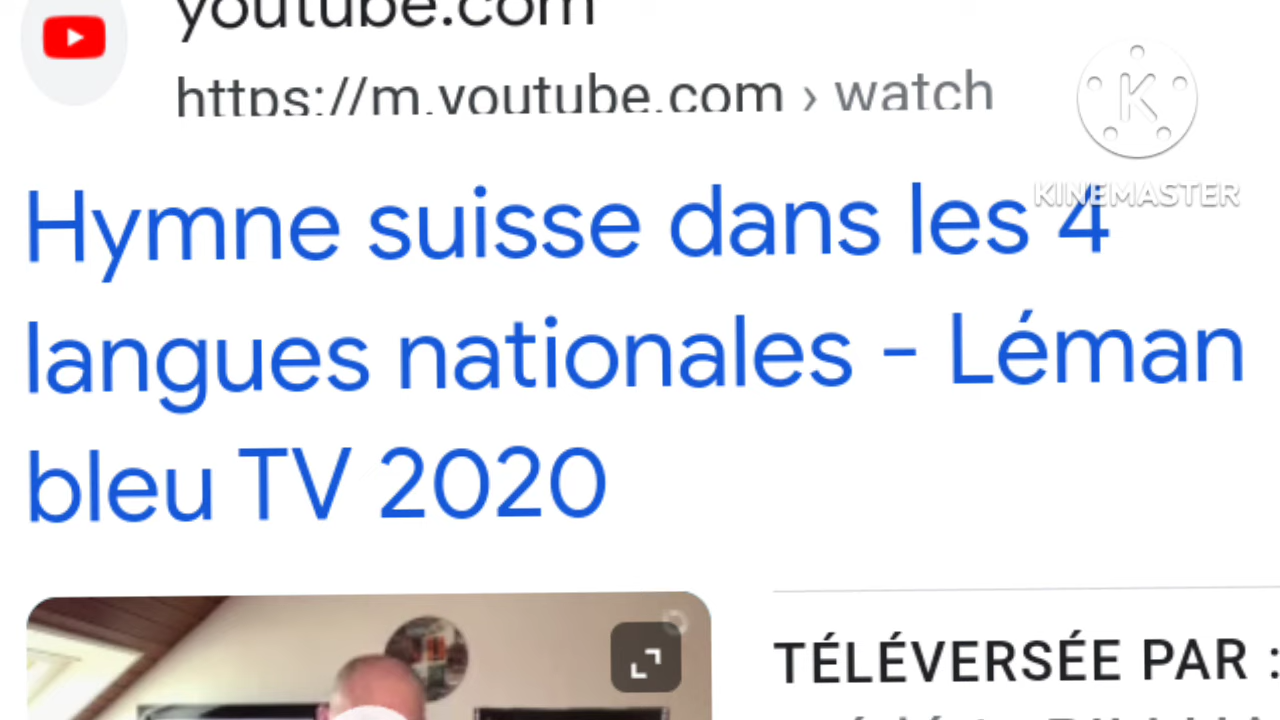 youtube.com
https://m.youtube.com › watch
KINEMASTER
Hymne suisse dans les 4
langues nationales - Léman
bleu TV 2020
TÉLÉVERSÉE PAR :